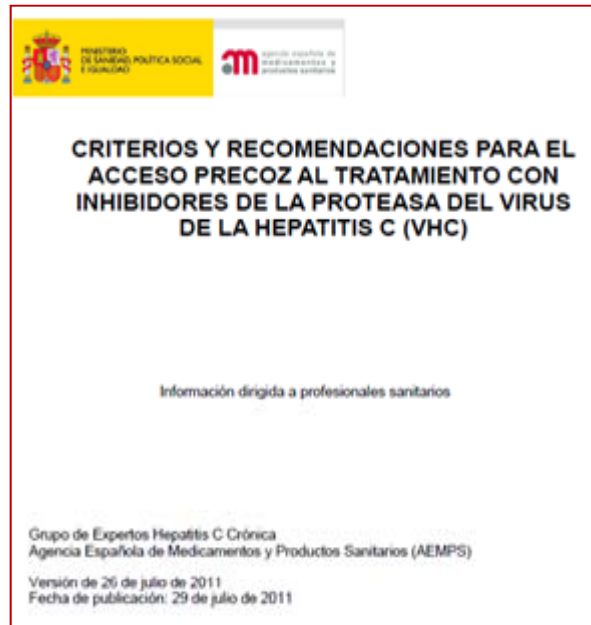 MINISTERIO
DE SANIDAD, POLÍTICA SOCIAL
E IGUALDAD
agencia española de
medicamentos y
productos sanitarios
CRITERIOS Y RECOMENDACIONES PARA EL
ACCESO PRECOZ AL TRATAMIENTO CON
INHIBIDORES DE LA PROTEASA DEL VIRUS
DE LA HEPATITIS C (VHC)
Información dirigida a profesionales sanitarios
Grupo de Expertos Hepatitis C Crónica
Agencia Española de Medicamentos y Productos Sanitarios (AEMPS)
Versión de 26 de julio de 2011
Fecha de publicación: 29 de julio de 2011